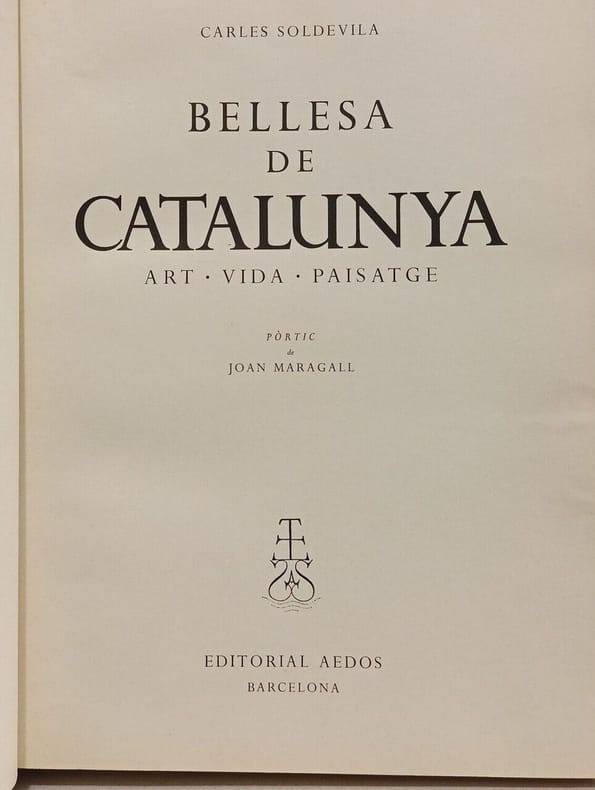 CARLES SOLDEVILA
BELLESA
DE
CATALUNYA
ART · VIDA · PAISATGE
PÒRTIC
de
JOAN MARAGALL
EDITORIAL AEDOS
BARCELONA